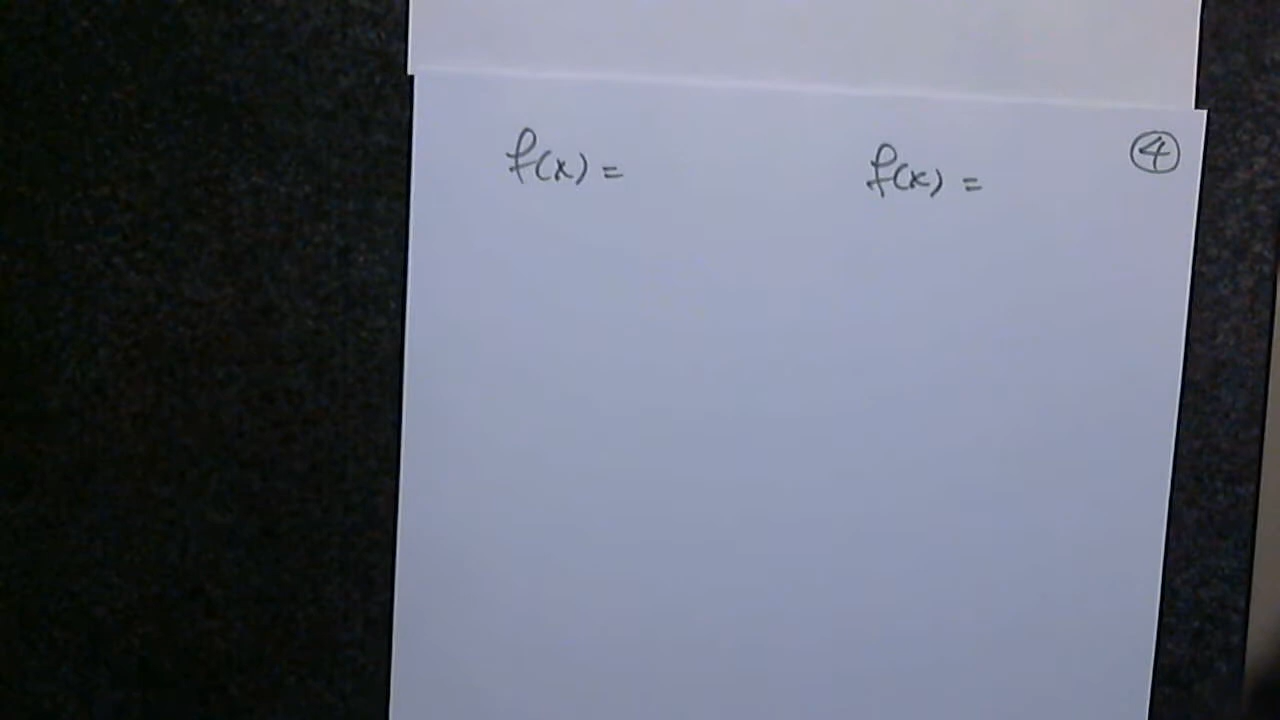 f(x) = f(x) = ④